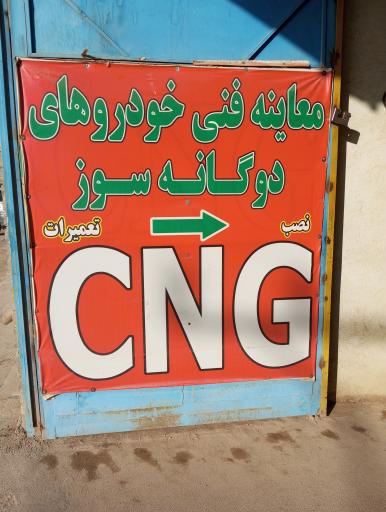 معاینه فنی خودروهای
دوگانه سوز
نصب تعمیرات
CNG